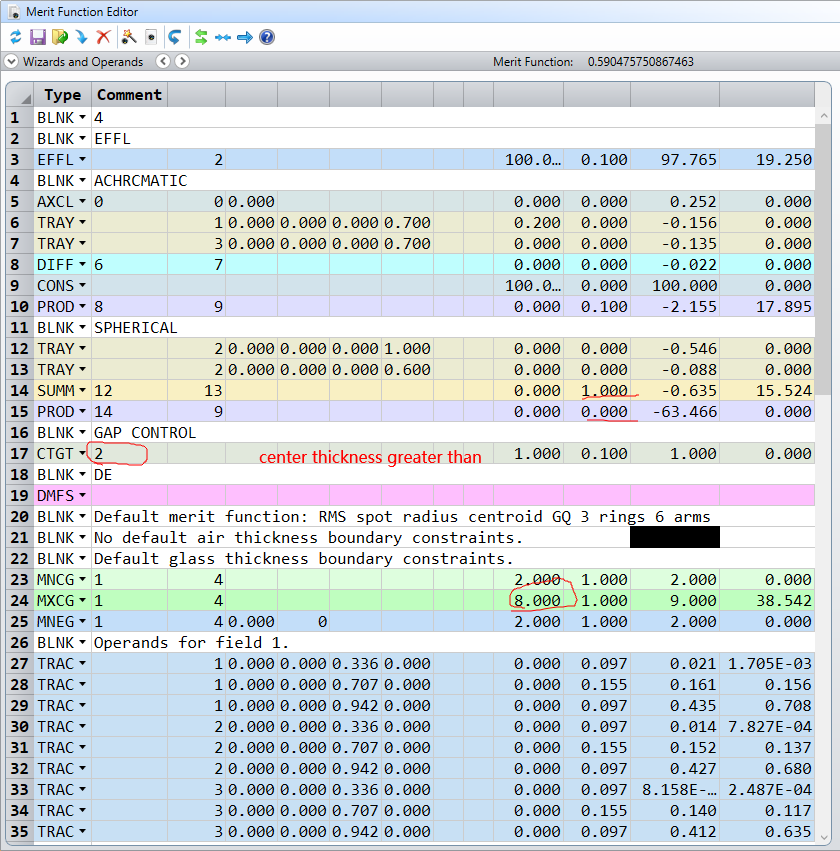 Merit Function Editor
Wizards and Operands Merit Function: 0.590475750867463
Type Comment
1 BLNK 4
2 BLNK EFFL
3 EFFL 2 100.0… 0.100 97.765 19.250
4 BLNK ACHRCMATIC
5 AXCL 0 0 0.000 0.000 0.000 0.252 0.000
6 TRAY 1 0.000 0.000 0.000 0.700 0.200 0.000 -0.156 0.000
7 TRAY 3 0.000 0.000 0.000 0.700 0.000 0.000 -0.135 0.000
8 DIFF 6 7 0.000 0.000 -0.022 0.000
9 CONS 100.0… 0.000 100.000 0.000
10 PROD 8 9 0.000 0.100 -2.155 17.895
11 BLNK SPHERICAL
12 TRAY 2 0.000 0.000 0.000 1.000 0.000 0.000 -0.546 0.000
13 TRAY 2 0.000 0.000 0.000 0.600 0.000 0.000 -0.088 0.000
14 SUMM 12 13 0.000 1.000 -0.635 15.524
15 PROD 14 9 0.000 0.000 -63.466 0.000
16 BLNK GAP CONTROL
17 CTGT 2 center thickness greater than 1.000 0.100 1.000 0.000
18 BLNK DE
19 DMFS
20 BLNK Default merit function: RMS spot radius centroid GQ 3 rings 6 arms
21 BLNK No default air thickness boundary constraints.
22 BLNK Default glass thickness boundary constraints.
23 MNCG 1 4 2.000 1.000 2.000 0.000
24 MXCG 1 4 8.000 1.000 9.000 38.542
25 MNEG 1 4 0.000 0 2.000 1.000 2.000 0.000
26 BLNK Operands for field 1.
27 TRAC 1 0.000 0.000 0.336 0.000 0.000 0.097 0.021 1.705E-03
28 TRAC 1 0.000 0.000 0.707 0.000 0.000 0.155 0.161 0.156
29 TRAC 1 0.000 0.000 0.942 0.000 0.000 0.097 0.435 0.708
30 TRAC 2 0.000 0.000 0.336 0.000 0.000 0.097 0.014 7.827E-04
31 TRAC 2 0.000 0.000 0.707 0.000 0.000 0.155 0.152 0.137
32 TRAC 2 0.000 0.000 0.942 0.000 0.000 0.097 0.427 0.680
33 TRAC 3 0.000 0.000 0.336 0.000 0.000 0.097 8.158E-… 2.487E-04
34 TRAC 3 0.000 0.000 0.707 0.000 0.000 0.155 0.140 0.117
35 TRAC 3 0.000 0.000 0.942 0.000 0.000 0.097 0.412 0.635